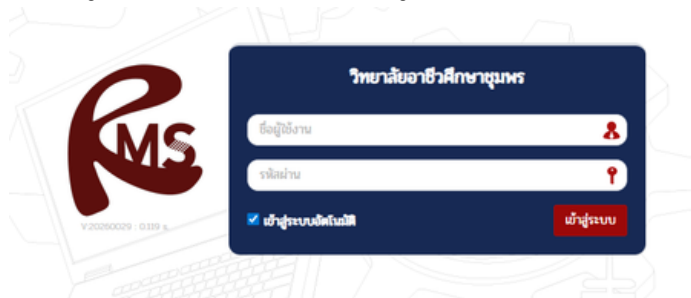 วิทยาลัยอาชีวศึกษาชุมพร
RMS
ชื่อผู้ใช้งาน
รหัสผ่าน
เข้าสู่ระบบอัตโนมัติ
เข้าสู่ระบบ
V.20260029 : 0.119 s.